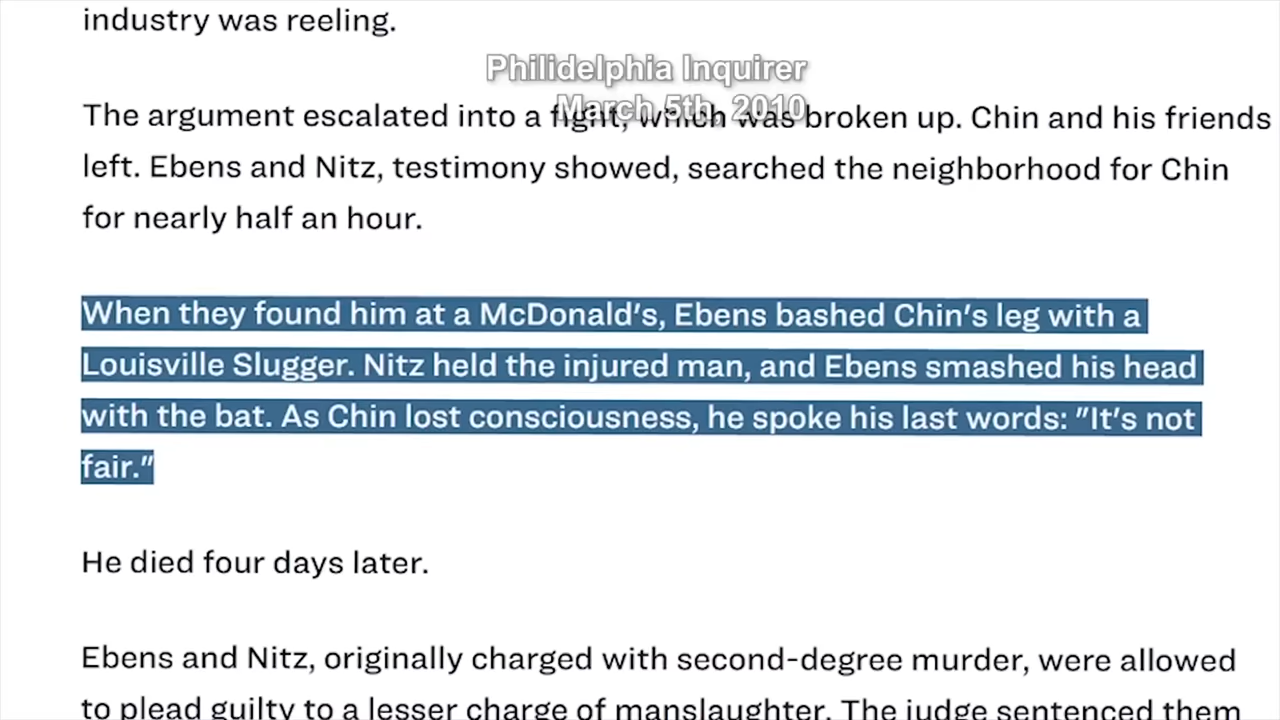 industry was reeling.
Philidelphia Inquirer
March 5th, 2010
The argument escalated into a fight, which was broken up. Chin and his friends
left. Ebens and Nitz, testimony showed, searched the neighborhood for Chin
for nearly half an hour.
When they found him at a McDonald's, Ebens bashed Chin's leg with a
Louisville Slugger. Nitz held the injured man, and Ebens smashed his head
with the bat. As Chin lost consciousness, he spoke his last words: "It's not
fair."
He died four days later.
Ebens and Nitz, originally charged with second-degree murder, were allowed
to plead guilty to a lesser charge of manslaughter. The judge sentenced them